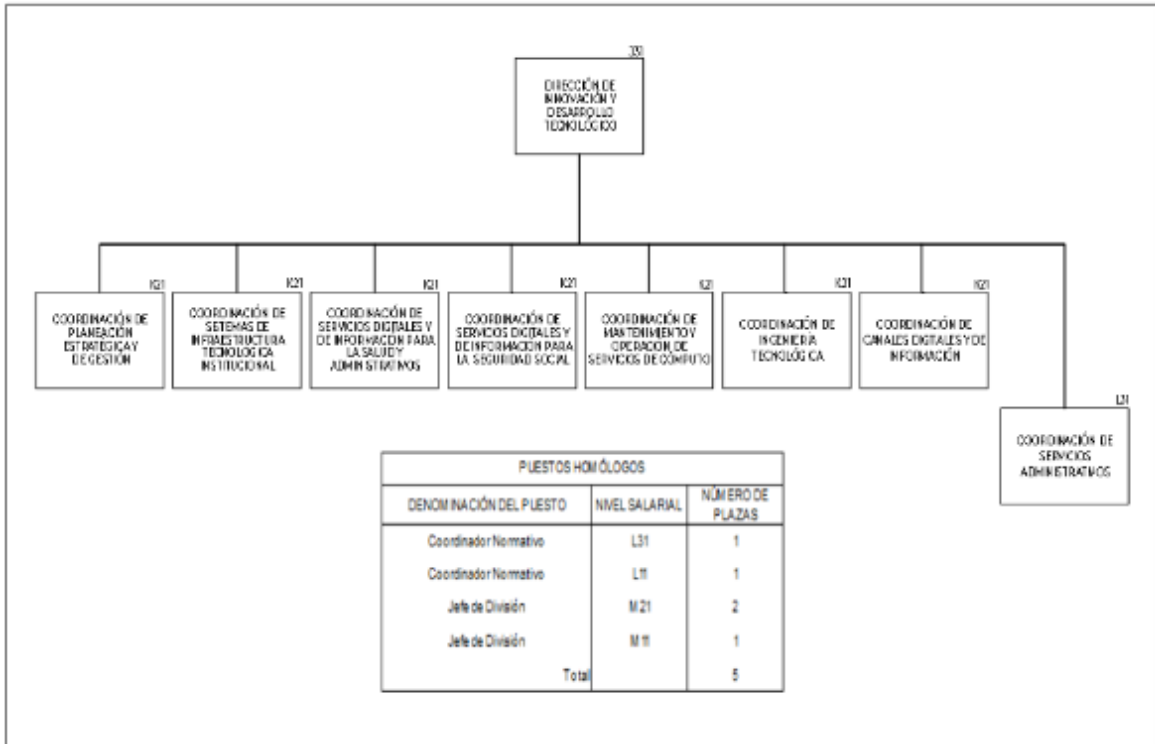 J31
DIRECCIÓN DE
INNOVACIÓN Y
DESARROLLO
TECNOLÓGICO
K21
COORDINACIÓN DE
PLANEACIÓN
ESTRATÉGICA Y
DE GESTIÓN
K21
COORDINACIÓN DE
SISTEMAS DE
INFRAESTRUCTURA
TECNOLÓGICA
INSTITUCIONAL
K21
COORDINACIÓN DE
SERVICIOS DIGITALES Y
DE INFORMACIÓN PARA
LA SALUD Y
ADMINISTRATIVOS
K21
COORDINACIÓN DE
SERVICIOS DIGITALES Y
DE INFORMACIÓN PARA
LA SEGURIDAD SOCIAL
K21
COORDINACIÓN DE
MANTENIMIENTO Y
OPERACIÓN DE
SERVICIOS DE CÓMPUTO
K31
COORDINACIÓN DE
INGENIERÍA
TECNOLÓGICA
K21
COORDINACIÓN DE
CANALES DIGITALES Y DE
INFORMACIÓN
L31
COORDINACIÓN DE
SERVICIOS
ADMINISTRATIVOS
PUESTOS HOMÓLOGOS
DENOMINACIÓN DEL PUESTO NIVEL SALARIAL NÚMERO DE
PLAZAS
Coordinador Normativo L31 1
Coordinador Normativo L11 1
Jefe de División M21 2
Jefe de División M11 1
Total 5